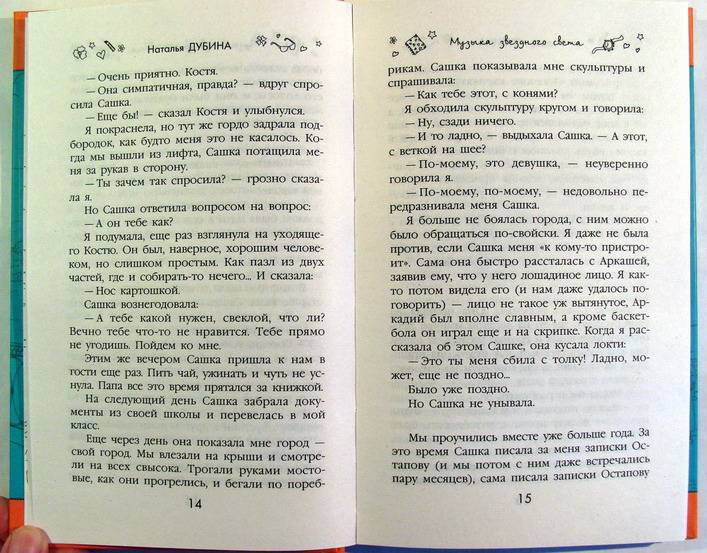 Наталья ДУБИНА
— Очень приятно. Костя.
— Она симпатичная, правда? — вдруг спро-
сила Сашка.
— Еще бы! — сказал Костя и улыбнулся.
Я покраснела, но тут же гордо задрала под-
бородок, как будто меня это не касалось. Ко-
гда мы вышли из лифта, Сашка потащила ме-
ня за рукав в сторону.
— Ты зачем так спросила? — грозно сказа-
ла я.
Но Сашка ответила вопросом на вопрос:
— А он тебе как?
Я подумала, еще раз взглянула на уходяще-
го Костю. Он был, наверное, хорошим челове-
ком, но слишком простым. Как пазл из двух
частей, где и собирать-то нечего... И сказала:
— Нос картошкой.
Сашка вознегодовала:
— А тебе какой нужен, свеклой, что ли?
Вечно тебе что-то не нравится. Тебе прямо
не угодишь. Пойдем ко мне.
Этим же вечером Сашка пришла к нам в
гости еще раз. Пить чай, ужинать и чуть не ус-
нула. Папа все это время прятался за книжкой.
На следующий день Сашка забрала доку-
менты из своей школы и перевелась в мой
класс.
Еще через день она показала мне город —
свой город. Мы влезали на крыши и смотре-
ли на всех свысока. Трогали руками мосто-
вые, как они прогрелись, и бегали по пореб-
14
Музыка звездного света
рикам. Сашка показывала мне скульптуры и
спрашивала:
— Как тебе этот, с конями?
Я обходила скульптуру кругом и говорила:
— Ну, сзади ничего.
— И то ладно, — выдыхала Сашка. — А этот,
с веткой на шее?
— По-моему, это девушка, — неуверенно
говорила я.
— По-моему, по-моему, — недовольно пе-
редразнивала меня Сашка.
Я больше не боялась города, с ним можно
было обращаться по-свойски. Я даже не была
против, если Сашка меня «к кому-то пристро-
ит». Сама она быстро рассталась с Аркашей,
заявив ему, что у него лошадиное лицо. Я как-
то потом видела его (и нам даже удалось по-
говорить) — лицо не такое уж вытянутое, Ар-
кадий был вполне славным, а кроме баскет-
бола он играл еще и на скрипке. Когда я рас-
сказала об этом Сашке, она кусала локти:
— Это ты меня сбила с толку! Ладно, мо-
жет, еще не поздно...
Было уже поздно.
Но Сашка не унывала.
Мы проучились вместе уже больше года. За
это время Сашка писала за меня записки Ос-
тапову (и мы потом с ним даже встречались
пару месяцев), сама писала записки Остапову
15